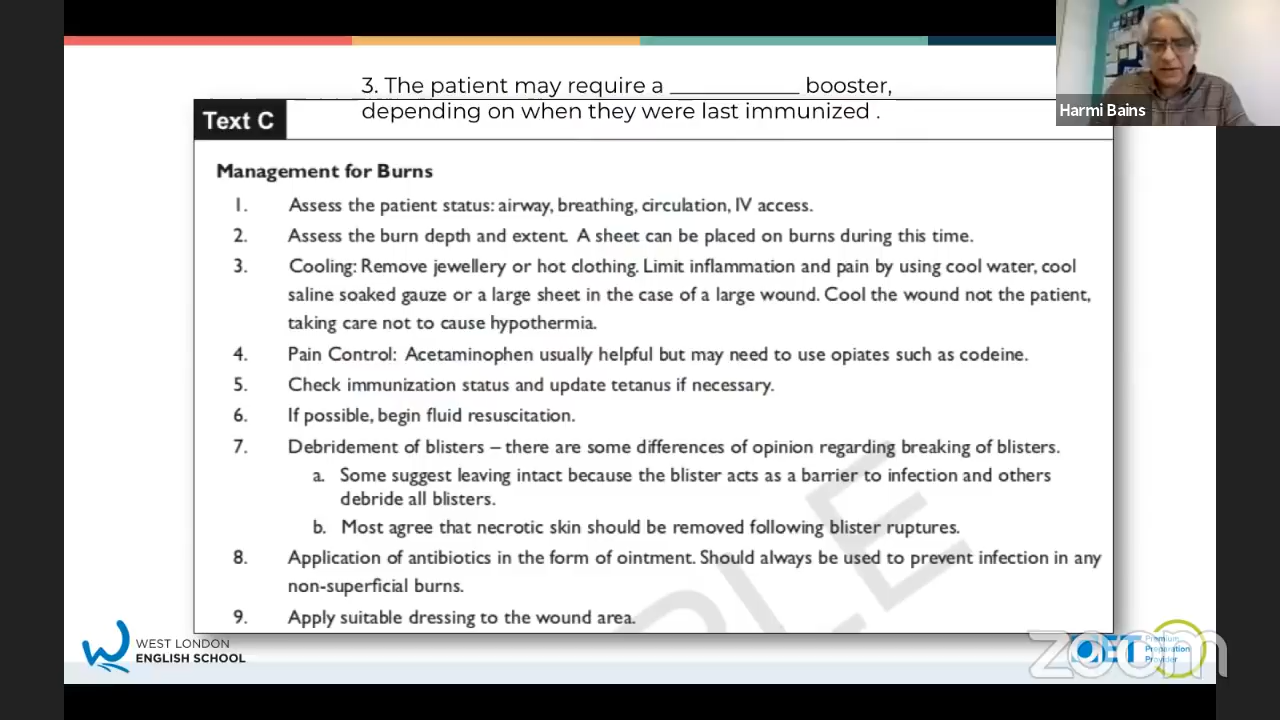 3. The patient may require a ____________ booster,
depending on when they were last immunized .
Harmi Bains
Text C
Management for Burns
1. Assess the patient status: airway, breathing, circulation, IV access.
2. Assess the burn depth and extent. A sheet can be placed on burns during this time.
3. Cooling: Remove jewellery or hot clothing. Limit inflammation and pain by using cool water, cool
saline soaked gauze or a large sheet in the case of a large wound. Cool the wound not the patient,
taking care not to cause hypothermia.
4. Pain Control: Acetaminophen usually helpful but may need to use opiates such as codeine.
5. Check immunization status and update tetanus if necessary.
6. If possible, begin fluid resuscitation.
7. Debridement of blisters – there are some differences of opinion regarding breaking of blisters.
a. Some suggest leaving intact because the blister acts as a barrier to infection and others
debride all blisters.
b. Most agree that necrotic skin should be removed following blister ruptures.
8. Application of antibiotics in the form of ointment. Should always be used to prevent infection in any
non-superficial burns.
9. Apply suitable dressing to the wound area.
WEST LONDON
ENGLISH SCHOOL
OET
Premium
Preparation
Provider
zoom